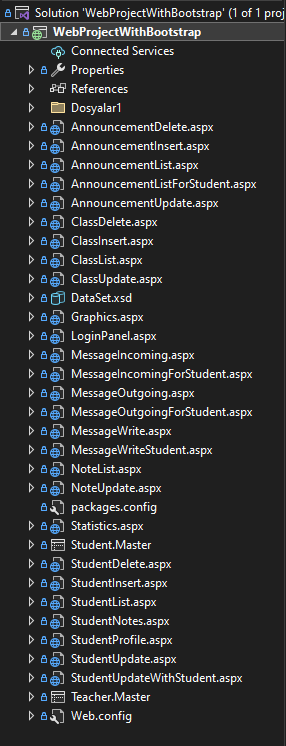 Solution 'WebProjectWithBootstrap' (1 of 1 proj
WebProjectWithBootstrap
Connected Services
Properties
References
Dosyalar1
AnnouncementDelete.aspx
AnnouncementInsert.aspx
AnnouncementList.aspx
AnnouncementListForStudent.aspx
AnnouncementUpdate.aspx
ClassDelete.aspx
ClassInsert.aspx
ClassList.aspx
ClassUpdate.aspx
DataSet.xsd
Graphics.aspx
LoginPanel.aspx
MessageIncoming.aspx
MessageIncomingForStudent.aspx
MessageOutgoing.aspx
MessageOutgoingForStudent.aspx
MessageWrite.aspx
MessageWriteStudent.aspx
NoteList.aspx
NoteUpdate.aspx
packages.config
Statistics.aspx
Student.Master
StudentDelete.aspx
StudentInsert.aspx
StudentList.aspx
StudentNotes.aspx
StudentProfile.aspx
StudentUpdate.aspx
StudentUpdateWithStudent.aspx
Teacher.Master
Web.config